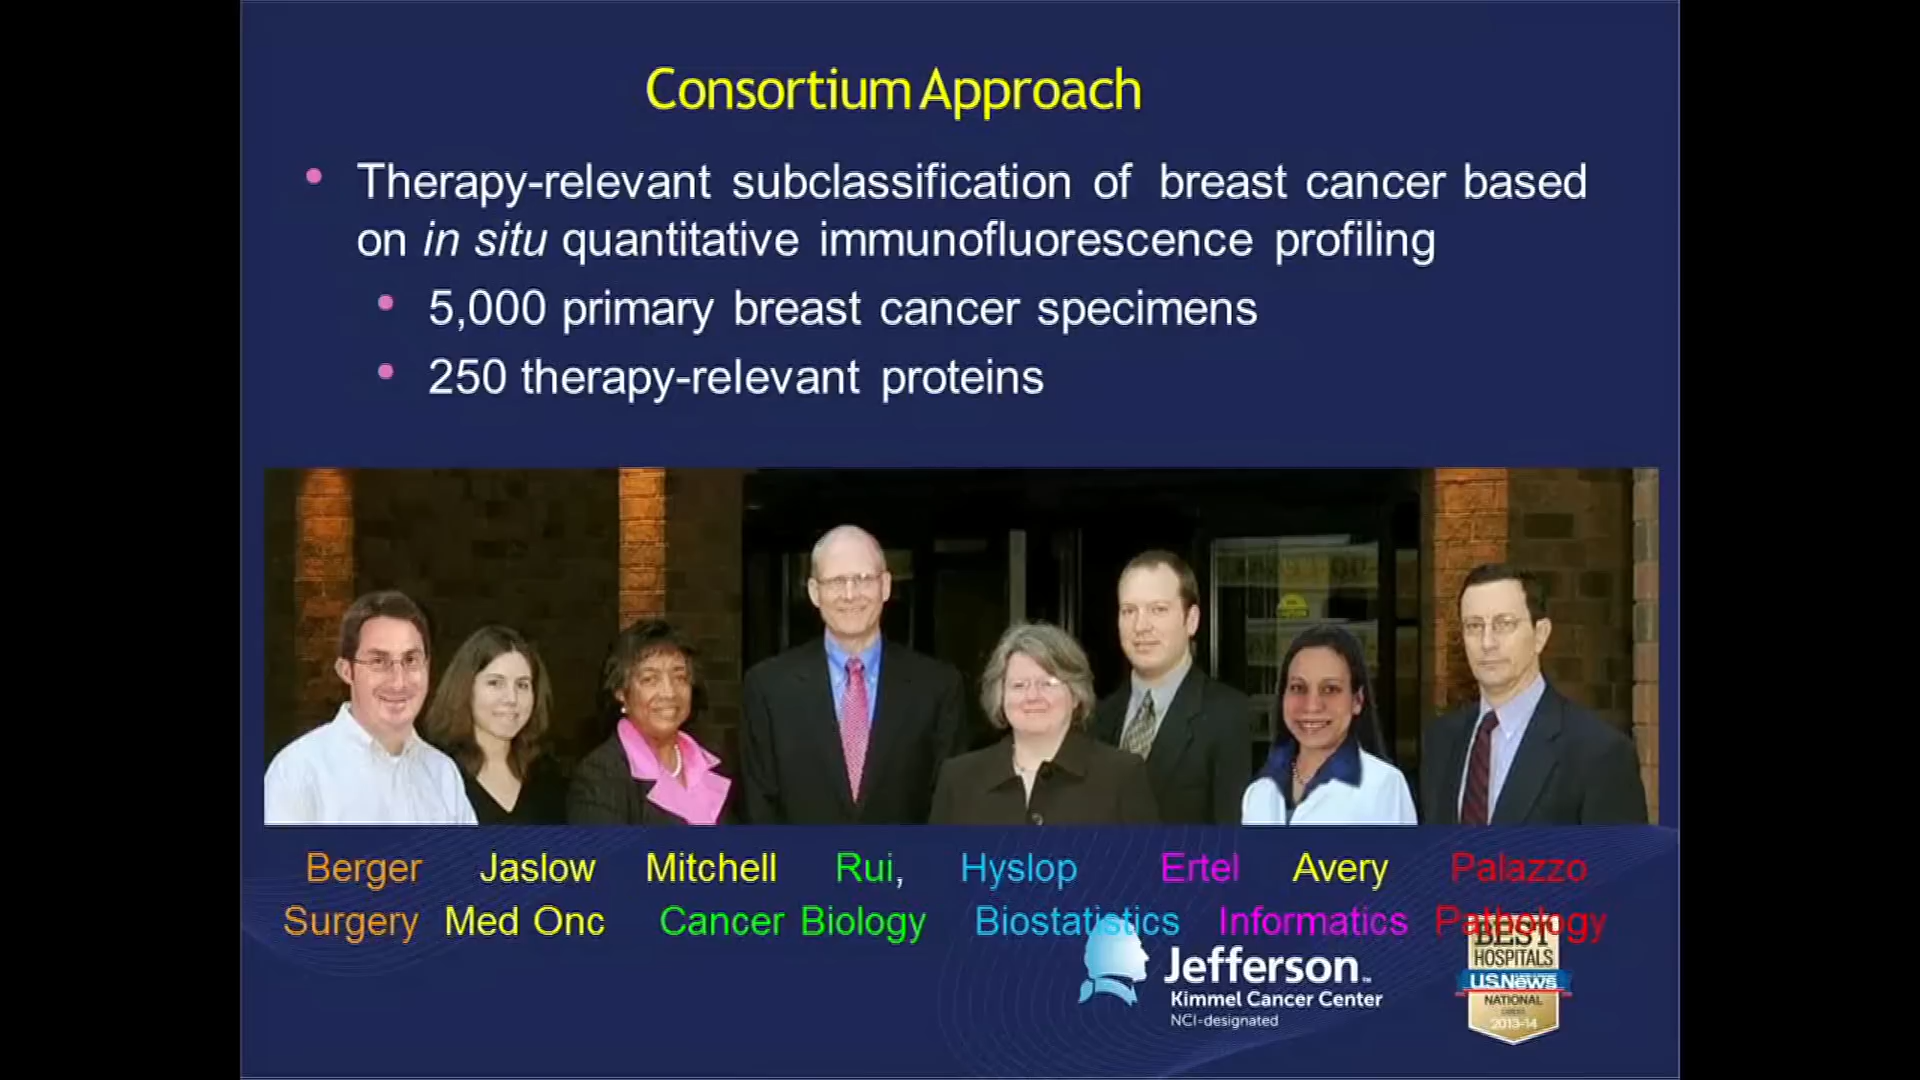 Consortium Approach
Therapy-relevant subclassification of breast cancer based
on in situ quantitative immunofluorescence profiling
5,000 primary breast cancer specimens
250 therapy-relevant proteins
Berger Jaslow Mitchell Rui, Hyslop Ertel Avery Palazzo
Surgery Med Onc Cancer Biology Biostatistics Informatics Pathology
Jefferson™
Kimmel Cancer Center
NCI-designated
BEST
HOSPITALS
U.S.News
NATIONAL
2013-14